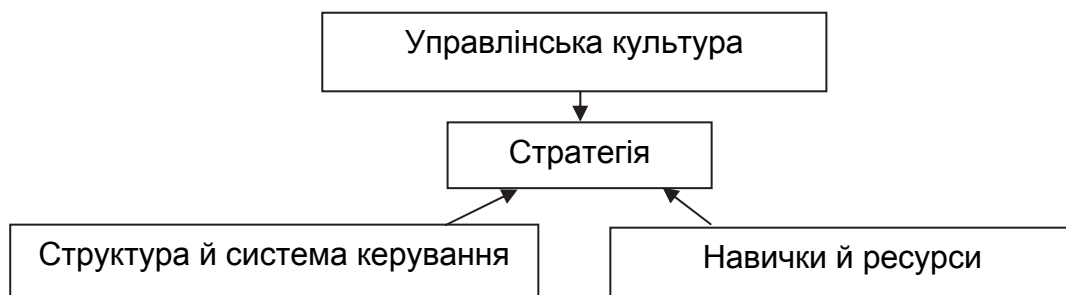 Управлінська культура
Стратегія
Структура й система керування
Навички й ресурси